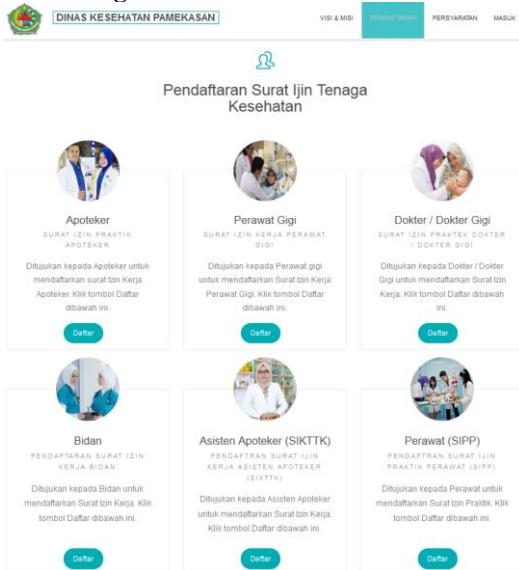 DINAS KESEHATAN PAMEKASAN
VISI & MISI
PENDAFTARAN
PERSYARATAN
MASUK
Pendaftaran Surat Ijin Tenaga
Kesehatan
Apoteker
SURAT IZIN PRAKTIK
APOTEKER
Ditujukan kepada Apoteker untuk
mendaftarkan surat Izin Kerja
Apoteker. Klik tombol Daftar
dibawah ini.
Daftar
Perawat Gigi
SURAT IZIN KERJA PERAWAT
GIGI
Ditujukan kepada Perawat gigi
untuk mendaftarkan Surat Izin Kerja
Perawat Gigi. Klik tombol Daftar
dibawah ini.
Daftar
Dokter / Dokter Gigi
SURAT IZIN PRAKTEK DOKTER
/ DOKTER GIGI
Ditujukan kepada Dokter / Dokter
Gigi untuk mendaftarkan Surat Izin
Kerja. Klik tombol Daftar dibawah
ini.
Daftar
Bidan
PENDAFTARAN SURAT IZIN
KERJA BIDAN
Ditujukan kepada Bidan untuk
mendaftarkan Surat Izin Kerja. Klik
tombol Daftar dibawah ini.
Daftar
Asisten Apoteker (SIKTTK)
PENDAFTRAN SURAT IJIN
KERJA ASISTEN APOTEKER
(SIKTTK)
Ditujukan kepada Asisten Apoteker
untuk mendaftarkan Surat Izin Kerja.
Klik tombol Daftar dibawah ini.
Daftar
Perawat (SIPP)
PENDAFTRAN SURAT IJIN
PRAKTIK PERAWAT (SIPP)
Ditujukan kepada Perawat untuk
mendaftarkan Surat Izin Praktik. Klik
tombol Daftar dibawah ini.
Daftar